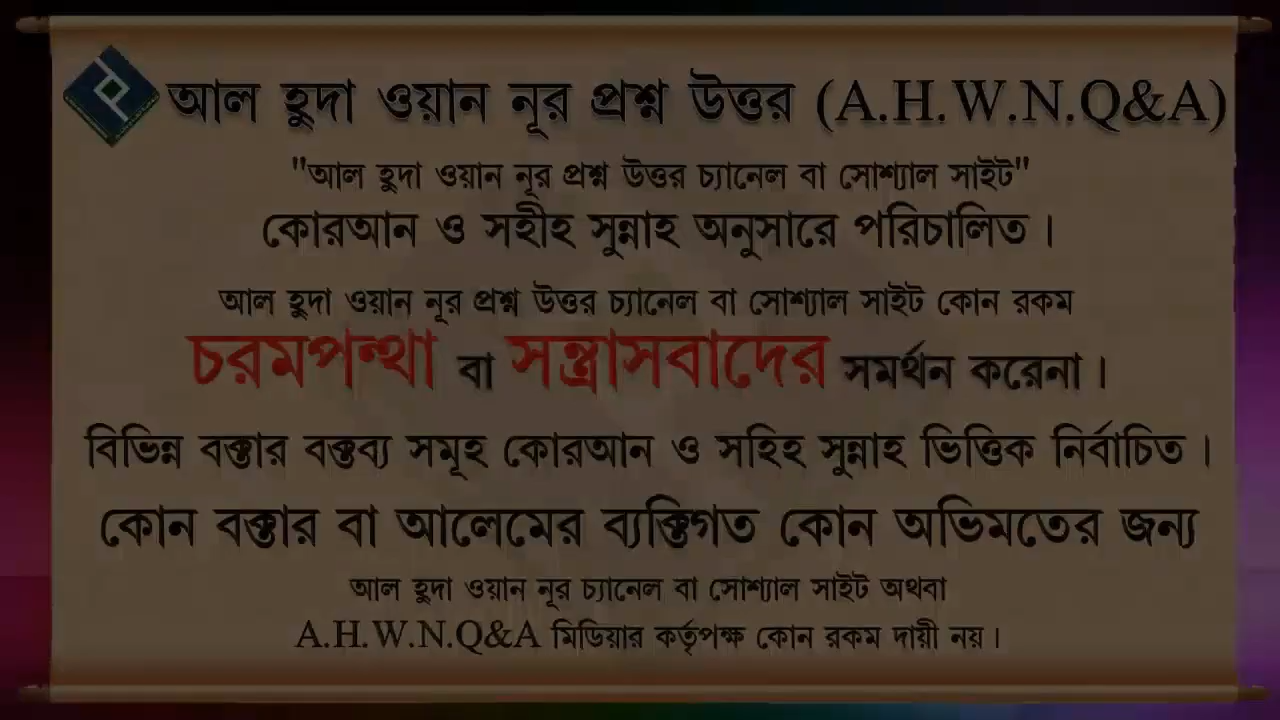 আল হুদা ওয়ান নূর প্রশ্ন উত্তর (A.H.W.N.Q&A)
"আল হুদা ওয়ান নূর প্রশ্ন উত্তর চ্যানেল বা সোশ্যাল সাইট"
কোরআন ও সহীহ সুন্নাহ অনুসারে পরিচালিত ।
আল হুদা ওয়ান নূর প্রশ্ন উত্তর চ্যানেল বা সোশ্যাল সাইট কোন রকম
চরমপন্থা বা সন্ত্রাসবাদের সমর্থন করেনা ।
বিভিন্ন বক্তার বক্তব্য সমূহ কোরআন ও সহিহ সুন্নাহ ভিত্তিক নির্বাচিত ।
কোন বক্তার বা আলেমের ব্যক্তিগত কোন অভিমতের জন্য
আল হুদা ওয়ান নূর চ্যানেল বা সোশ্যাল সাইট অথবা
A.H.W.N.Q&A মিডিয়ার কর্তৃপক্ষ কোন রকম দায়ী নয় ।